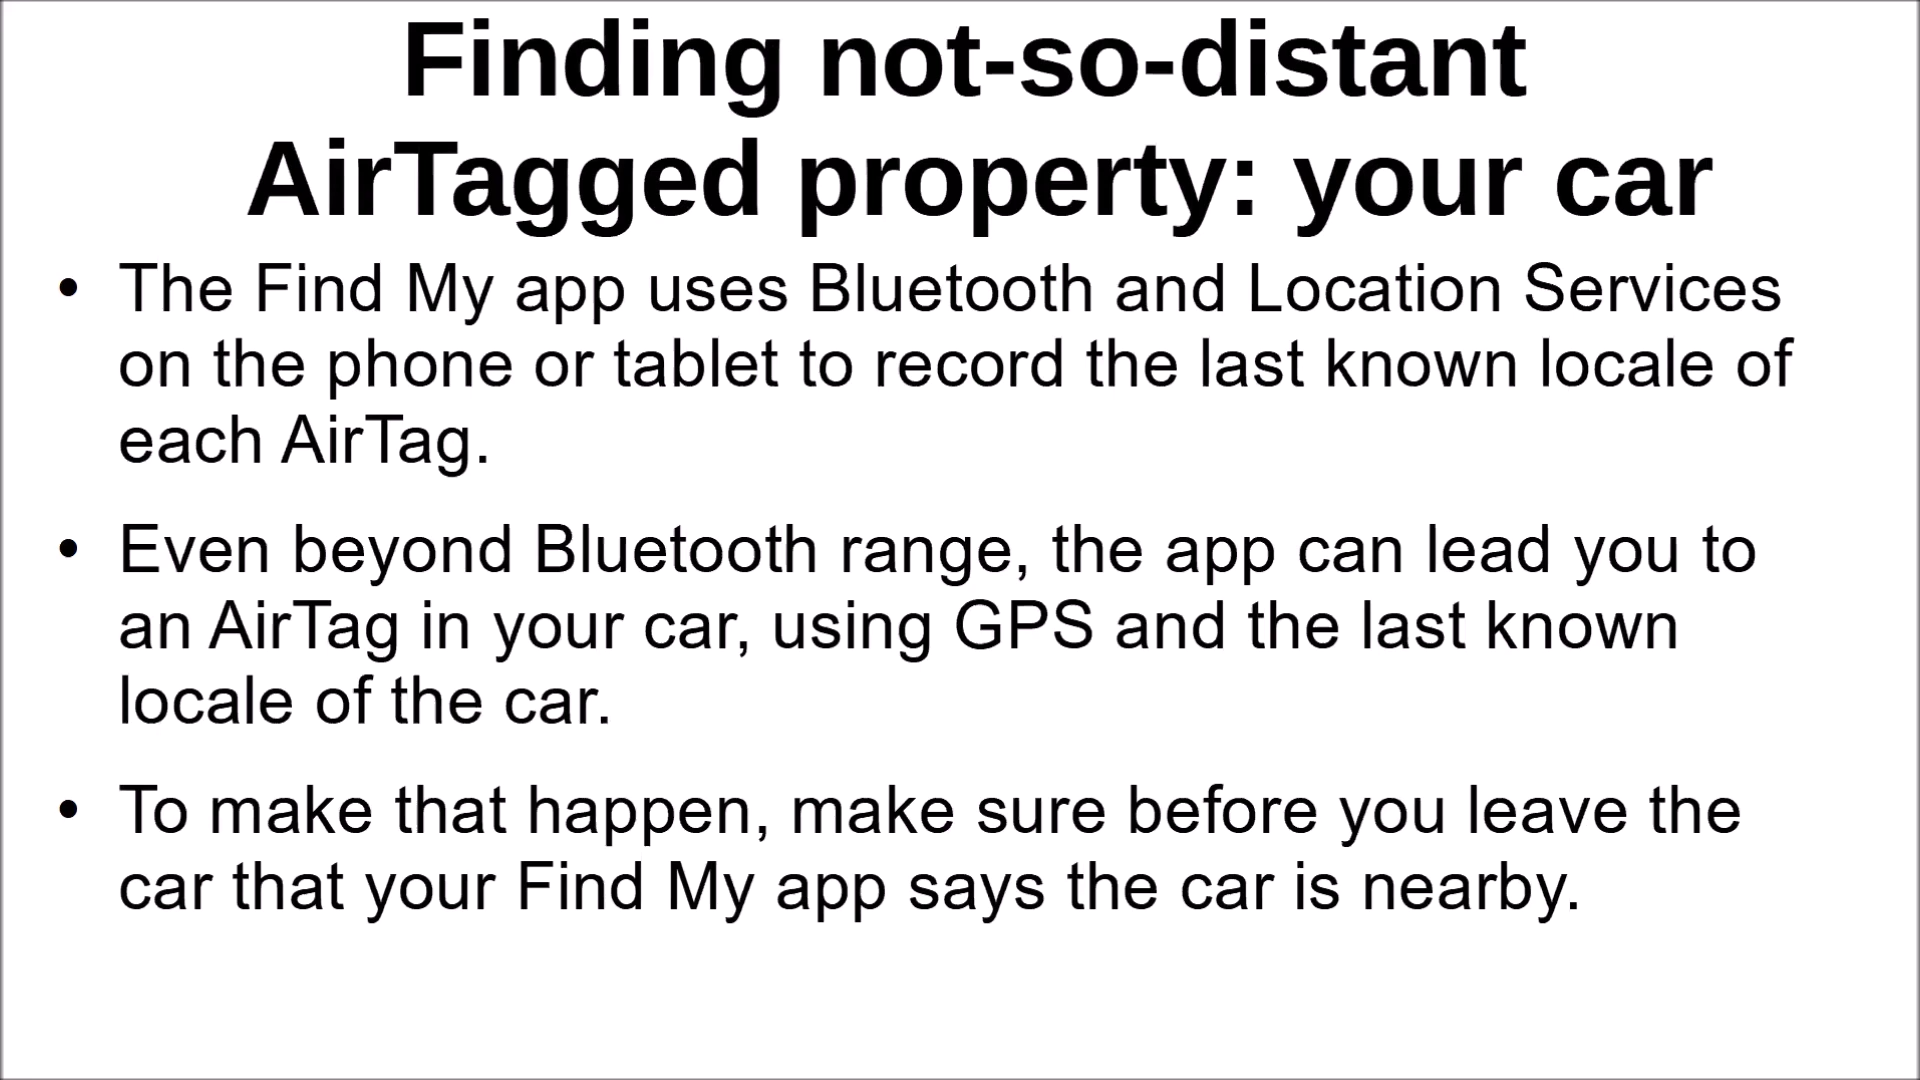 Finding not-so-distant
AirTagged property: your car
• The Find My app uses Bluetooth and Location Services
on the phone or tablet to record the last known locale of
each AirTag.
• Even beyond Bluetooth range, the app can lead you to
an AirTag in your car, using GPS and the last known
locale of the car.
• To make that happen, make sure before you leave the
car that your Find My app says the car is nearby.